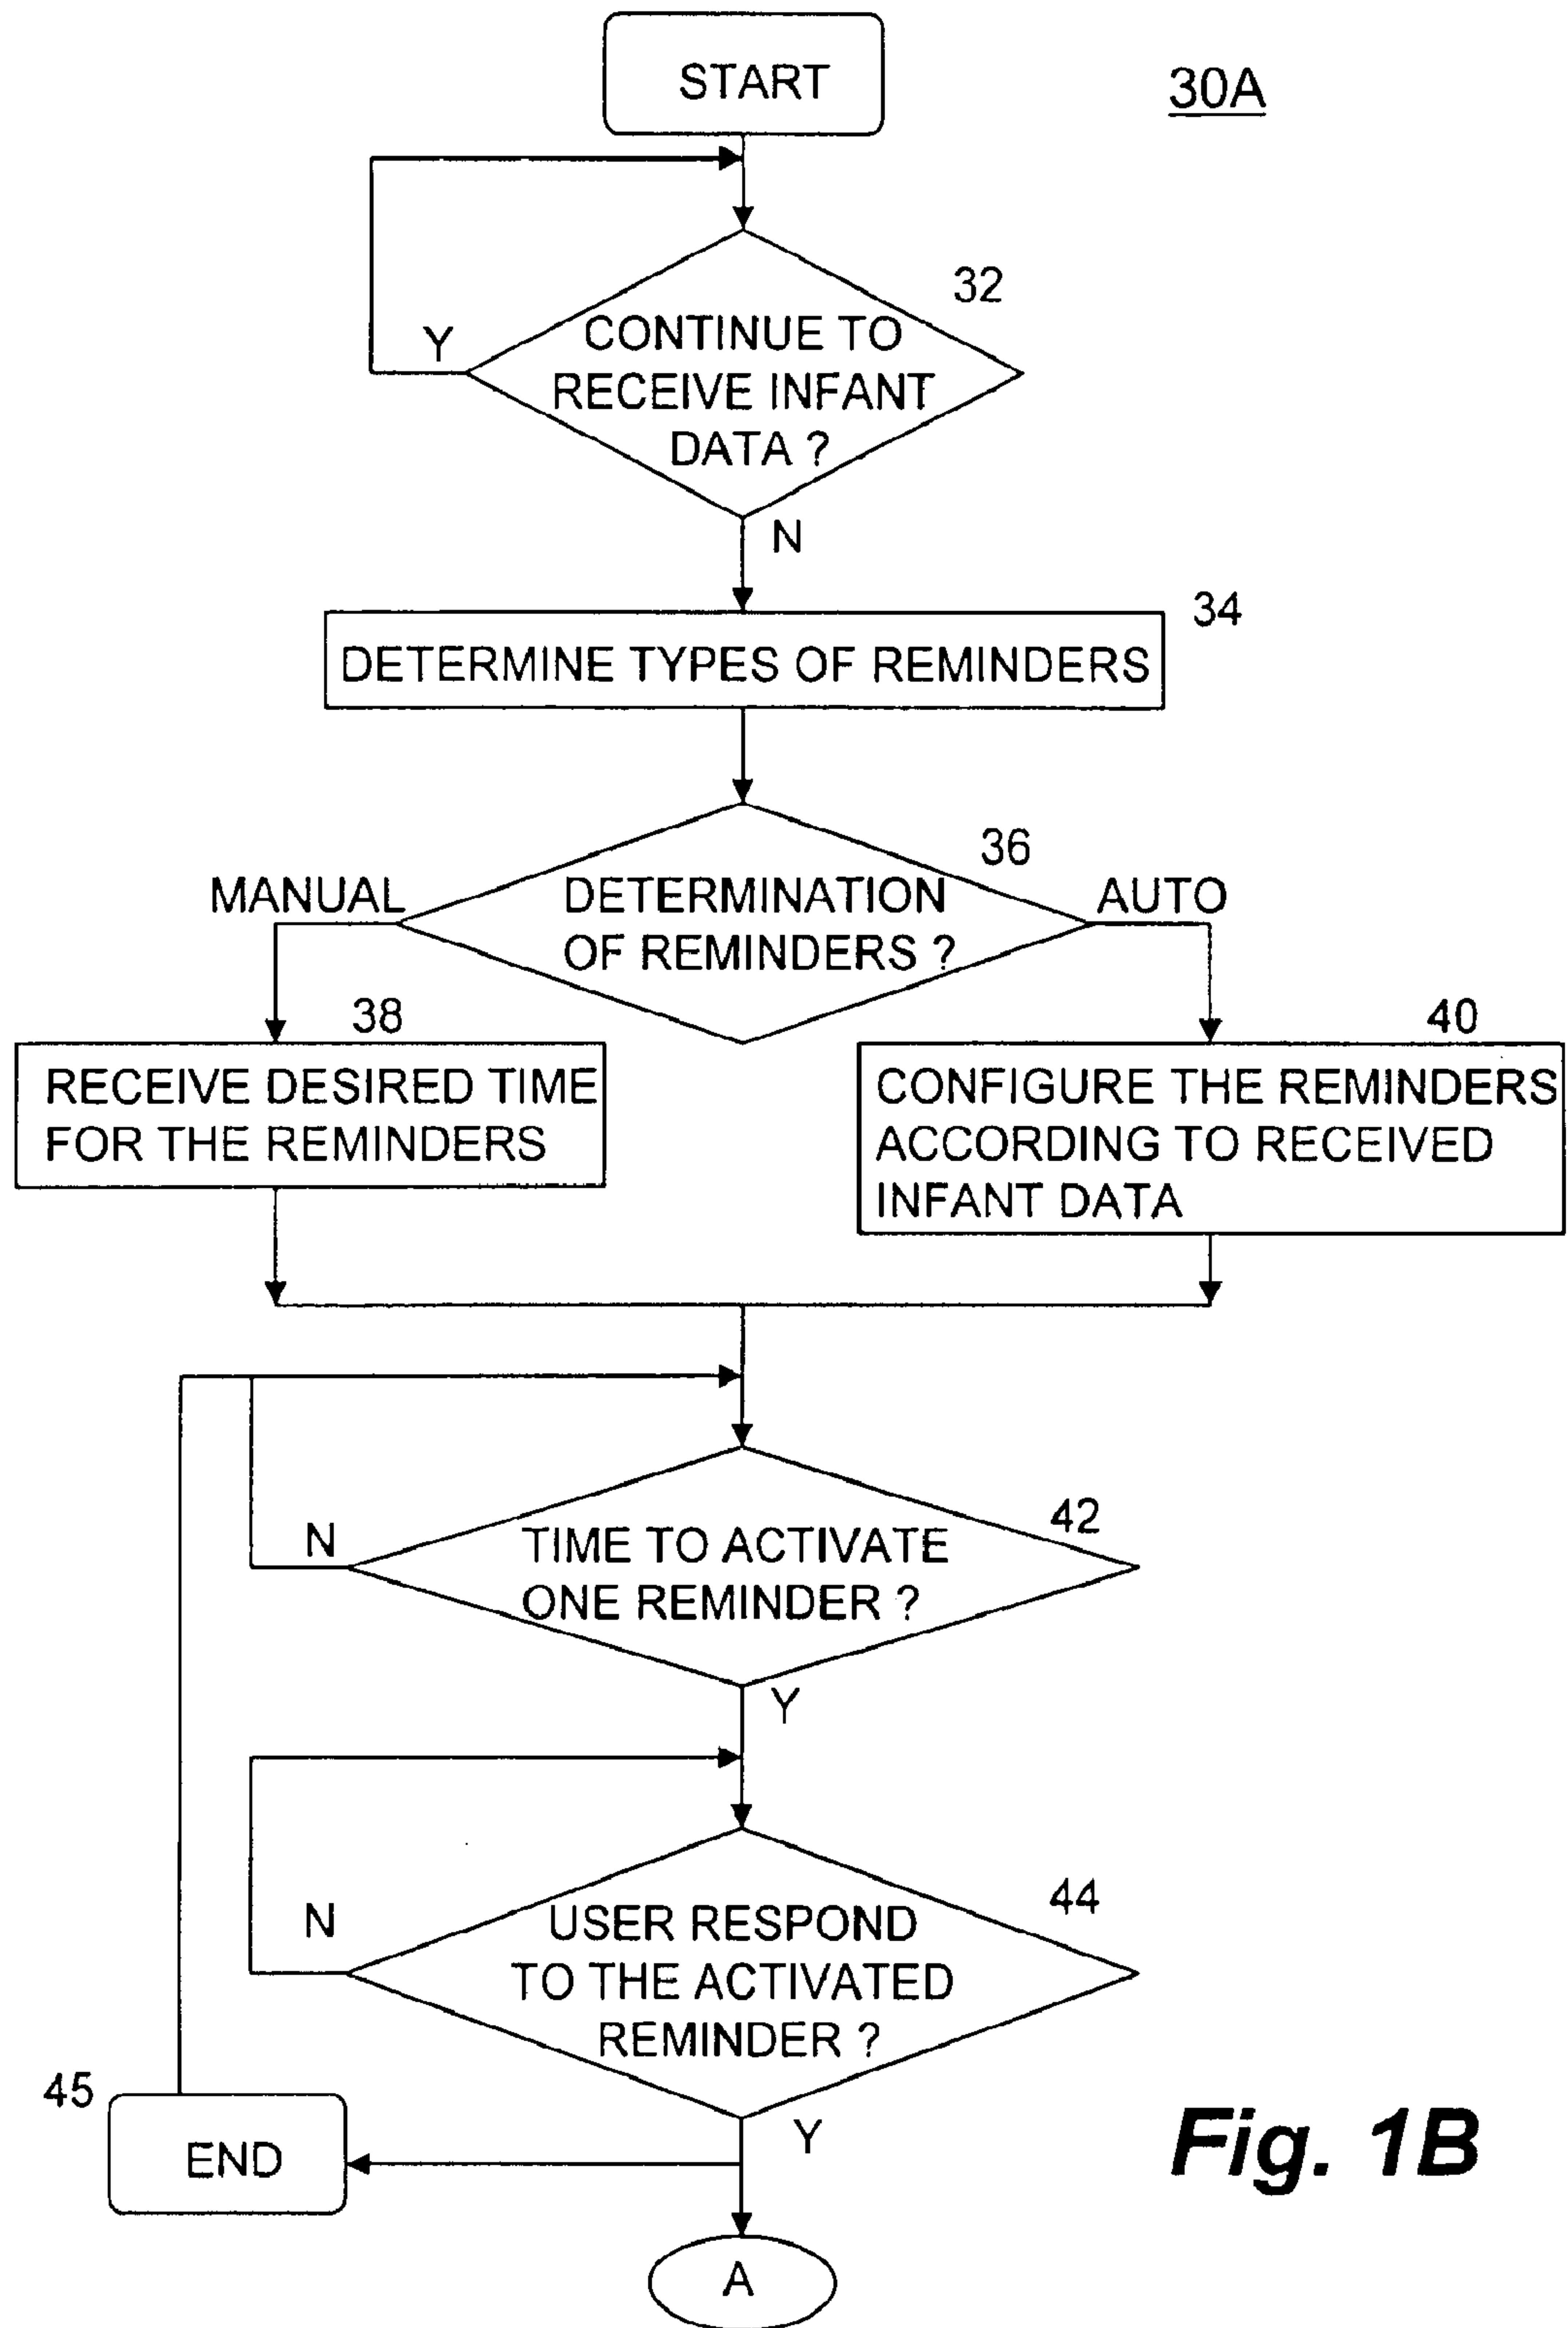 START
30A
32
CONTINUE TO
RECEIVE INFANT
DATA ?
Y
N
34
DETERMINE TYPES OF REMINDERS
36
MANUAL
DETERMINATION
OF REMINDERS ?
AUTO
38
RECEIVE DESIRED TIME
FOR THE REMINDERS
40
CONFIGURE THE REMINDERS
ACCORDING TO RECEIVED
INFANT DATA
42
N
TIME TO ACTIVATE
ONE REMINDER ?
Y
44
N
USER RESPOND
TO THE ACTIVATED
REMINDER ?
45
END
Y
A
Fig. 1B